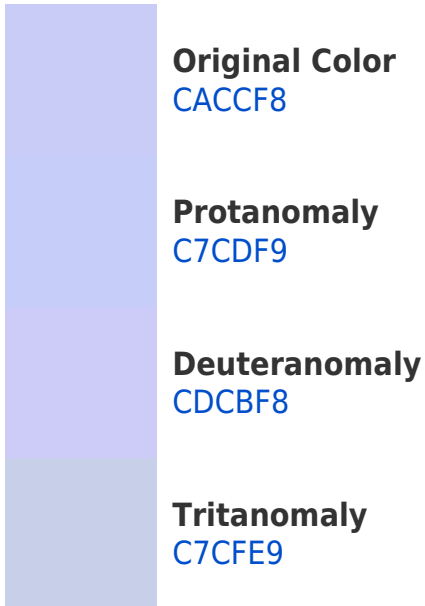 Original Color
CACCF8
Protanomaly
C7CDF9
Deuteranomaly
CDCBF8
Tritanomaly
C7CFE9